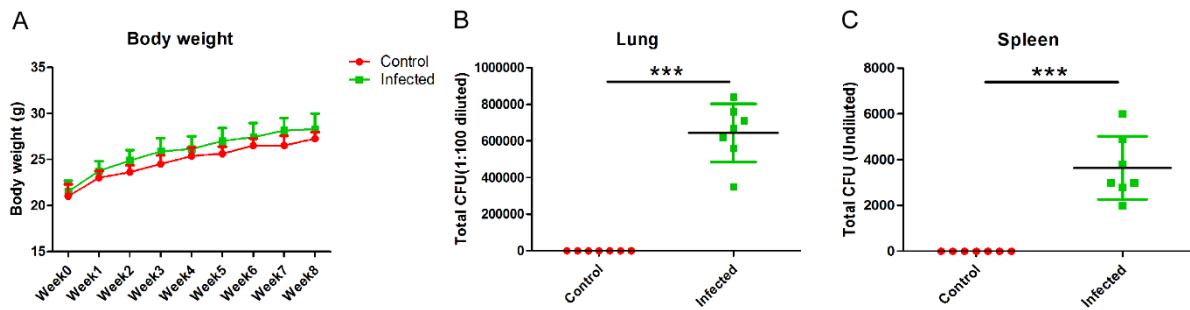 A
Body weight
Body weight (g)
35
30
25
20
15
Week0
Week1
Week2
Week3
Week4
Week5
Week6
Week7
Week8
Control
Infected
B
Lung
Total CFU(1:100 diluted)
1000000
800000
600000
400000
200000
0
***
Control
Infected
C
Spleen
Total CFU (Undiluted)
8000
6000
4000
2000
0
***
Control
Infected